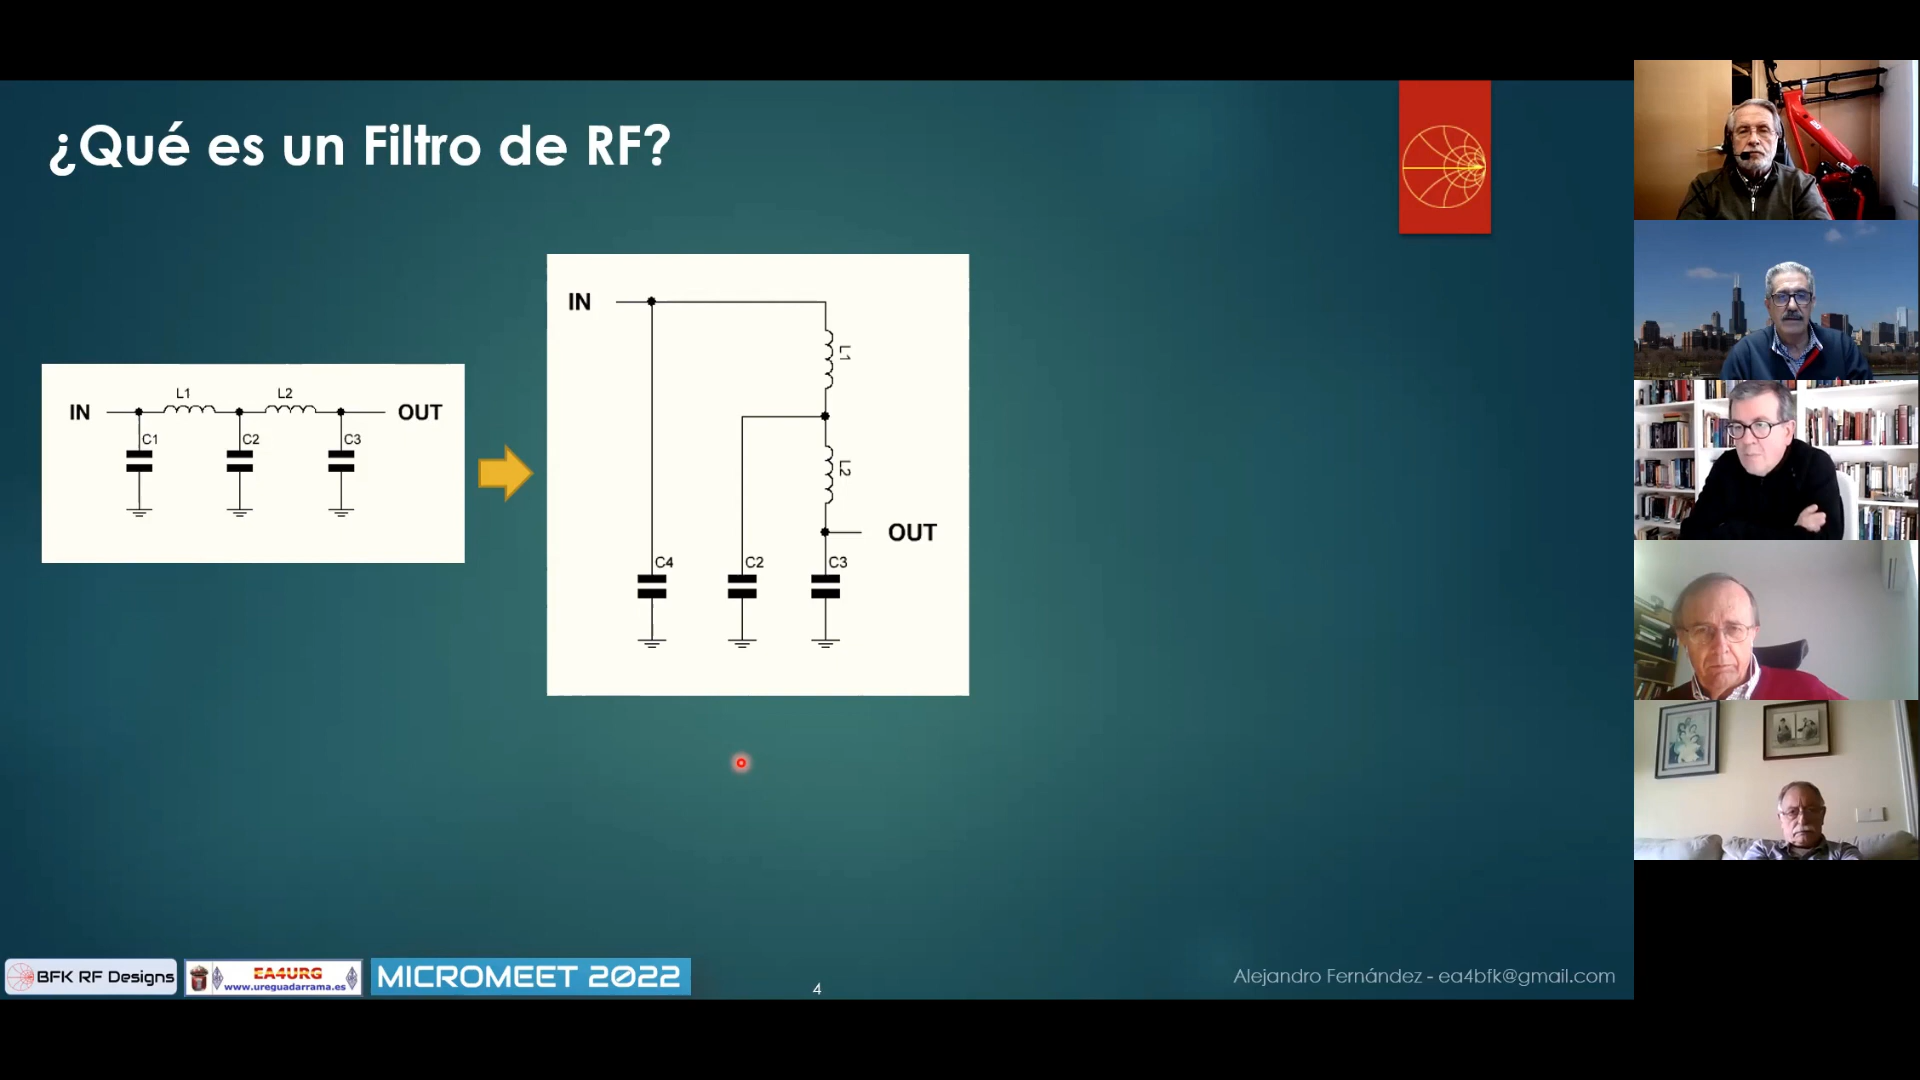 ¿Qué es un Filtro de RF?
IN
L1
L2
OUT
C1
C2
C3
IN
L1
L2
OUT
C4
C2
C3
BFK RF Designs
EA4URG
www.ureguadarrama.es
MICROMEET 2022
4
Alejandro Fernández - ea4bfk@gmail.com